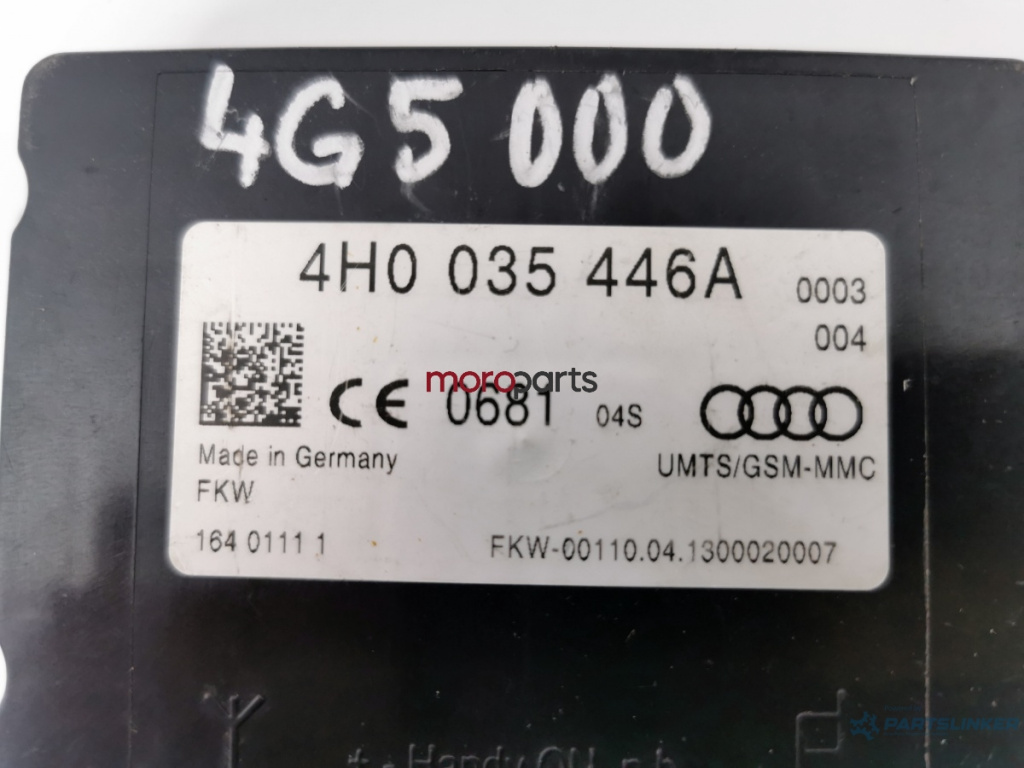 4G5 000
4H0 035 446A 0003
004
moroparts
CE 0681 04S
Made in Germany UMTS/GSM-MMC
FKW
164 0111 1 FKW-00110.04.1300020007
F
PARTSLINKER
Handy